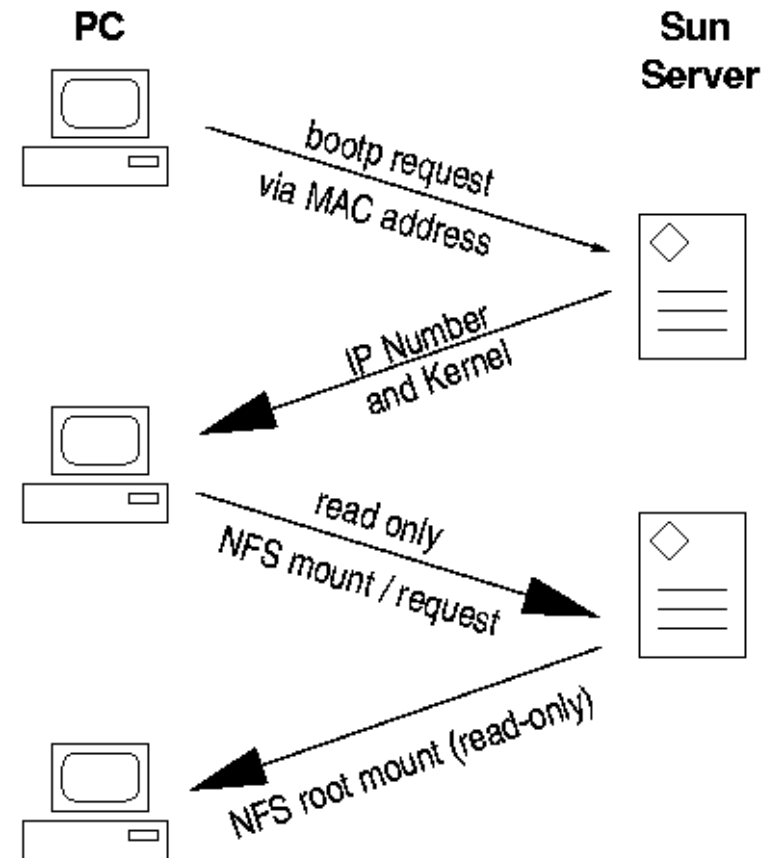 PC
Sun
Server
bootp request
via MAC address
IP Number
and Kernel
read only
NFS mount / request
NFS root mount (read-only)